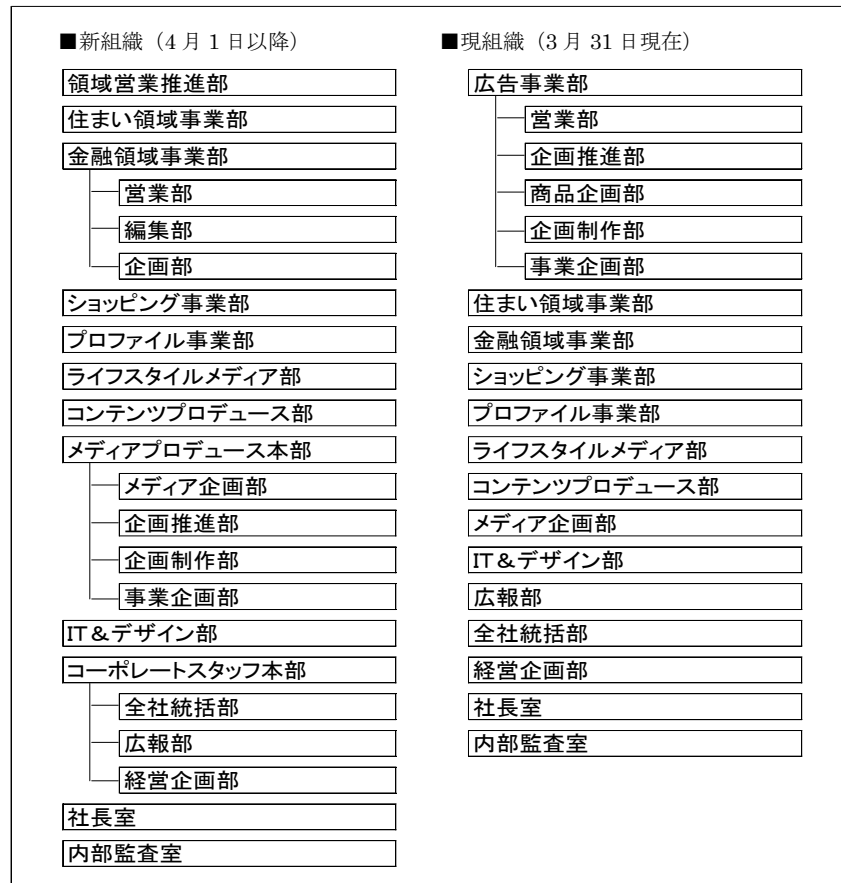 ■新組織（4 月 1 日以降）
領域営業推進部
住まい領域事業部
金融領域事業部
営業部
編集部
企画部
ショッピング事業部
プロファイル事業部
ライフスタイルメディア部
コンテンツプロデュース部
メディアプロデュース本部
メディア企画部
企画推進部
企画制作部
事業企画部
IT＆デザイン部
コーポレートスタッフ本部
全社統括部
広報部
経営企画部
社長室
内部監査室
■現組織（3 月 31 日現在）
広告事業部
営業部
企画推進部
商品企画部
企画制作部
事業企画部
住まい領域事業部
金融領域事業部
ショッピング事業部
プロファイル事業部
ライフスタイルメディア部
コンテンツプロデュース部
メディア企画部
IT＆デザイン部
広報部
全社統括部
経営企画部
社長室
内部監査室